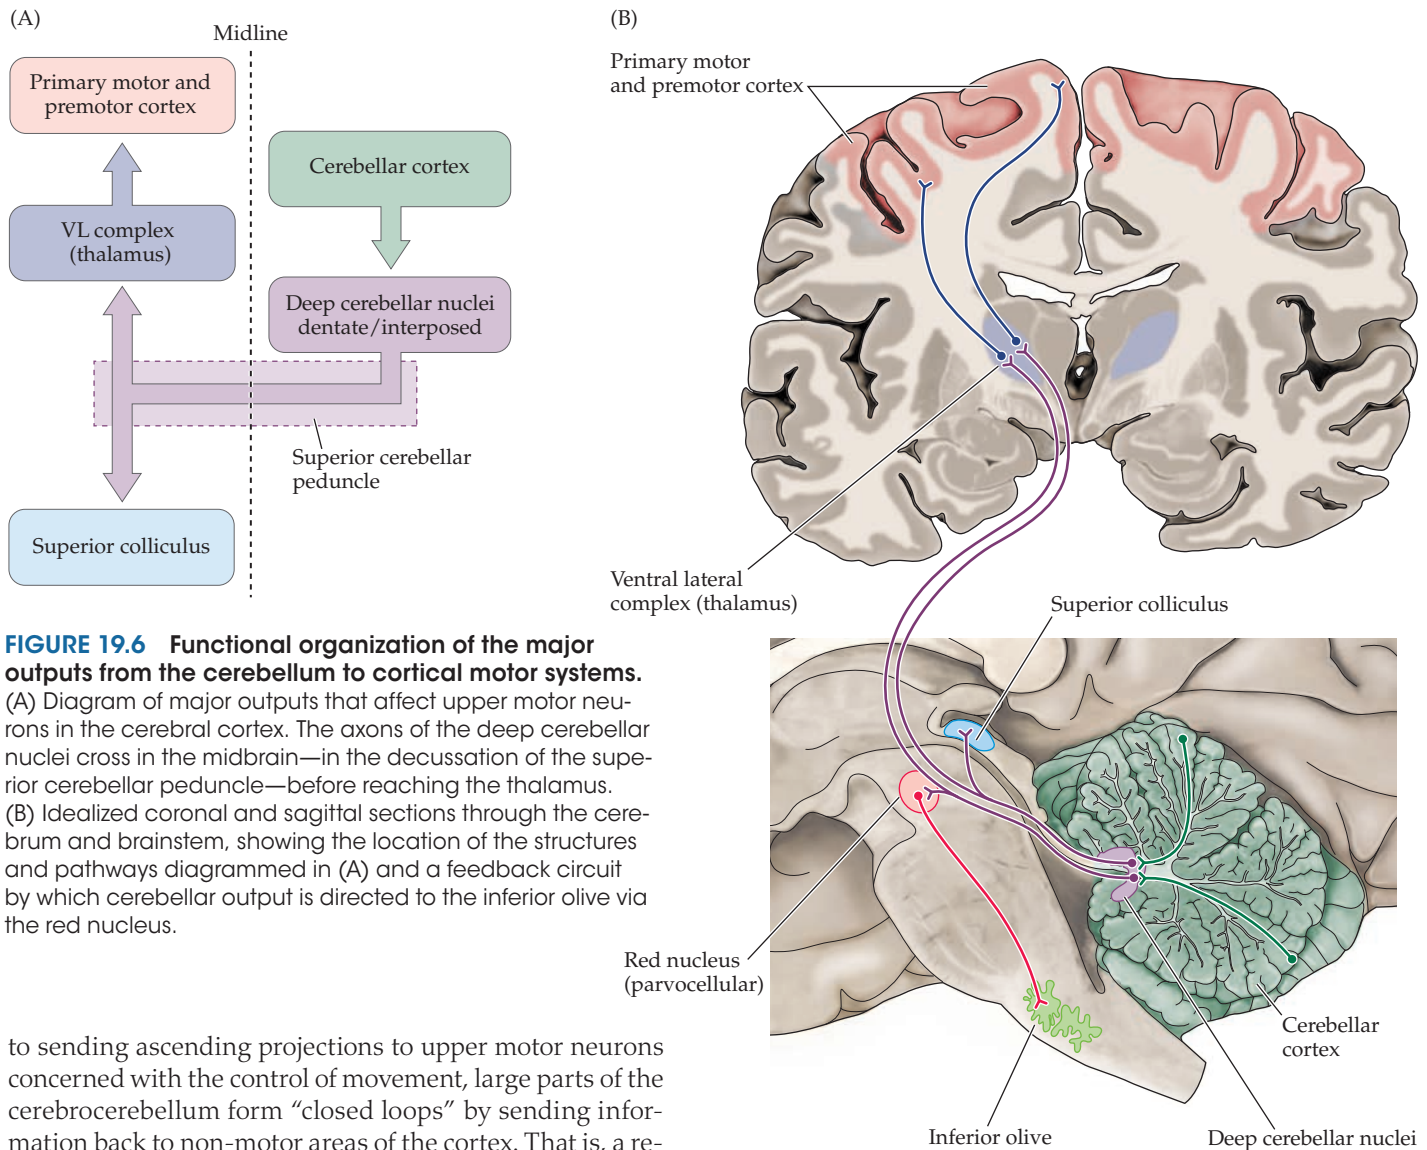 (A)
Midline
Primary motor and
premotor cortex
Cerebellar cortex
VL complex
(thalamus)
Deep cerebellar nuclei
dentate/interposed
Superior cerebellar
peduncle
Superior colliculus
(B)
Primary motor
and premotor cortex
Ventral lateral
complex (thalamus)
Superior colliculus
Red nucleus
(parvocellular)
Cerebellar
cortex
Inferior olive
Deep cerebellar nuclei
FIGURE 19.6 Functional organization of the major
outputs from the cerebellum to cortical motor systems.
(A) Diagram of major outputs that affect upper motor neu-
rons in the cerebral cortex. The axons of the deep cerebellar
nuclei cross in the midbrain—in the decussation of the supe-
rior cerebellar peduncle—before reaching the thalamus.
(B) Idealized coronal and sagittal sections through the cere-
brum and brainstem, showing the location of the structures
and pathways diagrammed in (A) and a feedback circuit
by which cerebellar output is directed to the inferior olive via
the red nucleus.
to sending ascending projections to upper motor neurons
concerned with the control of movement, large parts of the
cerebrocerebellum form “closed loops” by sending infor-
mation back to non-motor areas of the cortex. That is, a re-